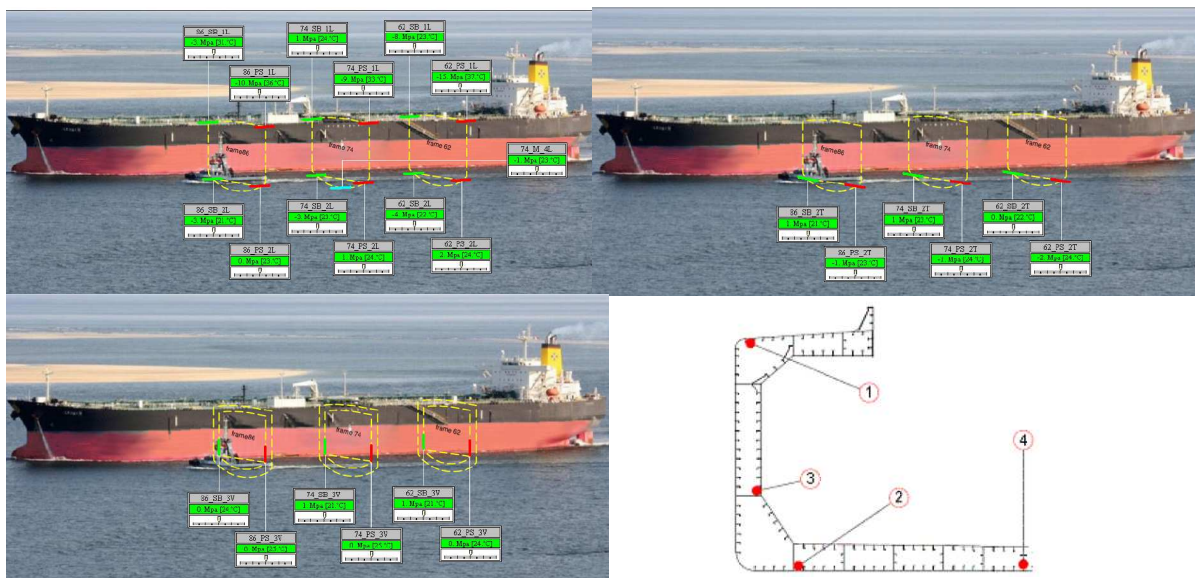 86_SB_1L
-3. Mpa [31.°C]
74_SB_1L
1. Mpa [24.°C]
62_SB_1L
-8. Mpa [23.°C]
86_PS_1L
-10. Mpa [36.°C]
74_PS_1L
-9. Mpa [33.°C]
62_PS_1L
-15. Mpa [37.°C]
frame86
frame 74
frame 62
74_M_4L
-1. Mpa [23.°C]
86_SB_2L
-3. Mpa [21.°C]
74_SB_2L
-3. Mpa [23.°C]
62_SB_2L
-4. Mpa [22.°C]
86_PS_2L
0. Mpa [23.°C]
74_PS_2L
1. Mpa [24.°C]
62_PS_2L
2. Mpa [24.°C]
frame86
frame 74
frame 62
86_SB_2T
1. Mpa [21.°C]
74_SB_2T
1. Mpa [23.°C]
62_SB_2T
0. Mpa [22.°C]
86_PS_2T
-1. Mpa [23.°C]
74_PS_2T
-1. Mpa [24.°C]
62_PS_2T
-2. Mpa [24.°C]
frame86
frame 74
frame 62
86_SB_3V
0. Mpa [24.°C]
74_SB_3V
1. Mpa [21.°C]
62_SB_3V
1. Mpa [21.°C]
86_PS_3V
0. Mpa [25.°C]
74_PS_3V
0. Mpa [25.°C]
62_PS_3V
0. Mpa [24.°C]
1
4
3
2